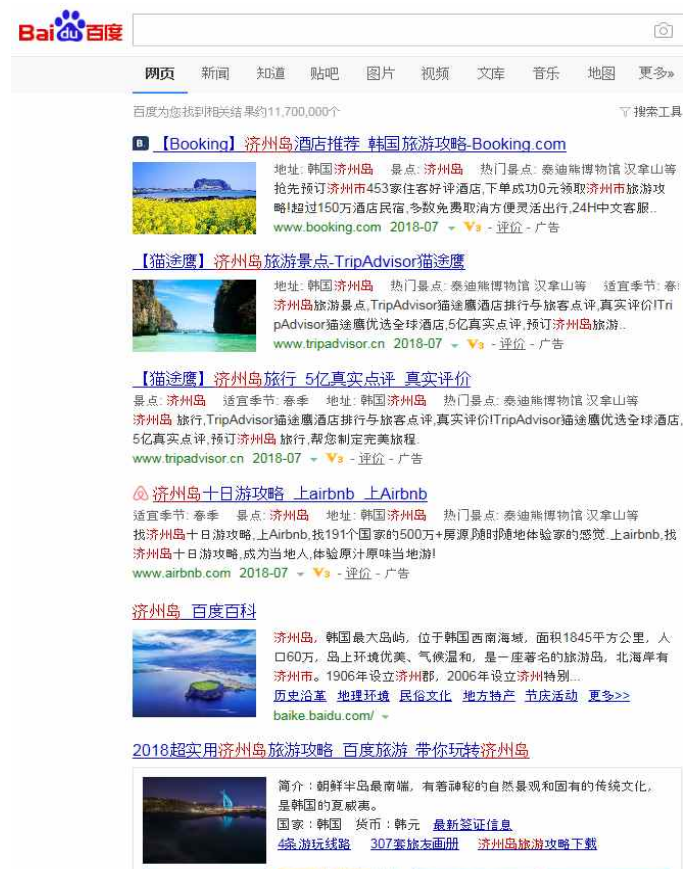 Bai du 百度
网页 新闻 知道 贴吧 图片 视频 文库 音乐 地图 更多»
百度为您找到相关结果约11,700,000个 搜索工具
B 【Booking】济州岛酒店推荐 韩国旅游攻略-Booking.com
地址: 韩国济州岛 景点: 济州岛 热门景点: 泰迪熊博物馆 汉拿山等
抢先预订济州市453家住客好评酒店,下单成功0元领取济州市旅游攻
略!超过150万酒店民宿,多数免费取消方便灵活出行,24H中文客服..
www.booking.com 2018-07 V3 - 评价 - 广告
【猫途鹰】济州岛旅游景点-TripAdvisor猫途鹰
地址: 韩国济州岛 热门景点: 泰迪熊博物馆 汉拿山等 适宜季节: 春
济州岛旅游景点,TripAdvisor猫途鹰酒店排行与旅客点评,真实评价!Tri
pAdvisor猫途鹰优选全球酒店,5亿真实点评,预订济州岛旅游..
www.tripadvisor.cn 2018-07 V3 - 评价 - 广告
【猫途鹰】济州岛旅行 5亿真实点评 真实评价
景点: 济州岛 适宜季节: 春季 地址: 韩国济州岛 热门景点: 泰迪熊博物馆 汉拿山等
济州岛 旅行,TripAdvisor猫途鹰酒店排行与旅客点评,真实评价!TripAdvisor猫途鹰优选全球酒店,
5亿真实点评,预订济州岛 旅行,帮您制定完美旅程.
www.tripadvisor.cn 2018-07 V3 - 评价 - 广告
济州岛十日游攻略 上airbnb 上Airbnb
适宜季节: 春季 景点: 济州岛 地址: 韩国济州岛 热门景点: 泰迪熊博物馆 汉拿山等
找济州岛十日游攻略,上Airbnb,找191个国家的500万+房源,随时随地体验家的感觉.上airbnb,找
济州岛十日游攻略,成为当地人,体验原汁原味当地游!
www.airbnb.com 2018-07 V3 - 评价 - 广告
济州岛 百度百科
济州岛，韩国最大岛屿，位于韩国西南海域，面积1845平方公里，人
口60万，岛上环境优美、气候温和，是一座著名的旅游岛，北海岸有
济州市。1906年设立济州郡，2006年设立济州特别...
历史沿革 地理环境 民俗文化 地方特产 节庆活动 更多>>
baike.baidu.com/
2018超实用济州岛旅游攻略 百度旅游 带你玩转济州岛
简介：朝鲜半岛最南端，有着神秘的自然景观和固有的传统文化，
是韩国的夏威夷。
国家：韩国 货币：韩元 最新签证信息
4条游玩线路 307套旅友画册 济州岛旅游攻略下载